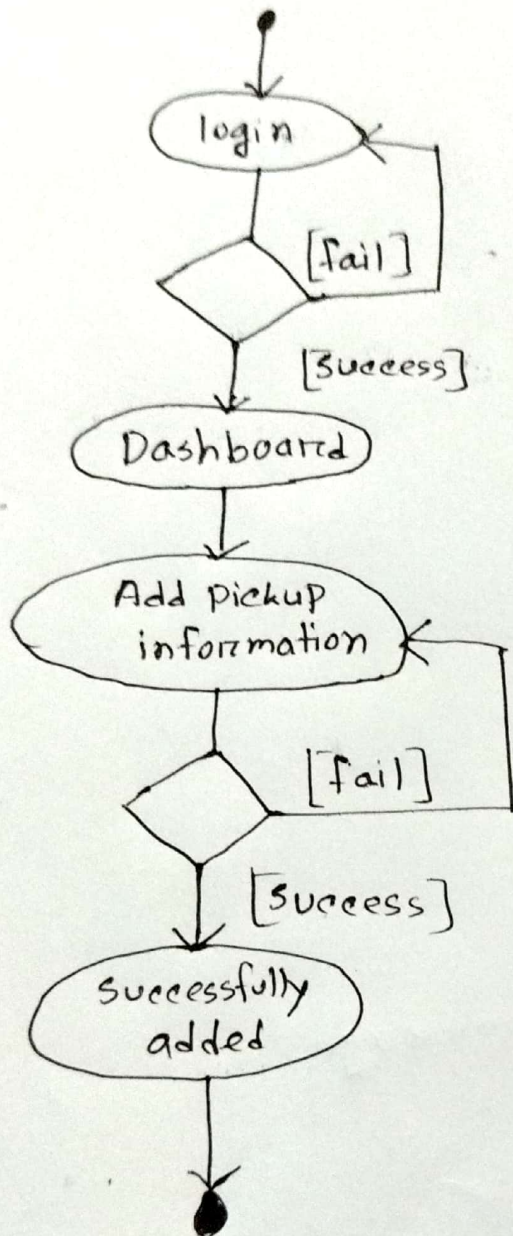 login
[fail]
[success]
Dashboard
Add pickup
information
[fail]
[success]
successfully
added